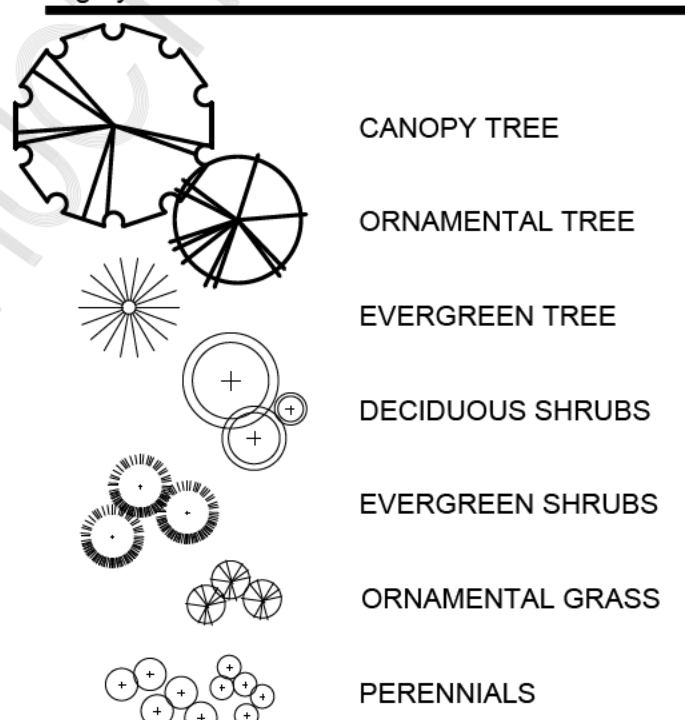 CANOPY TREE
ORNAMENTAL TREE
EVERGREEN TREE
DECIDUOUS SHRUBS
EVERGREEN SHRUBS
ORNAMENTAL GRASS
PERENNIALS